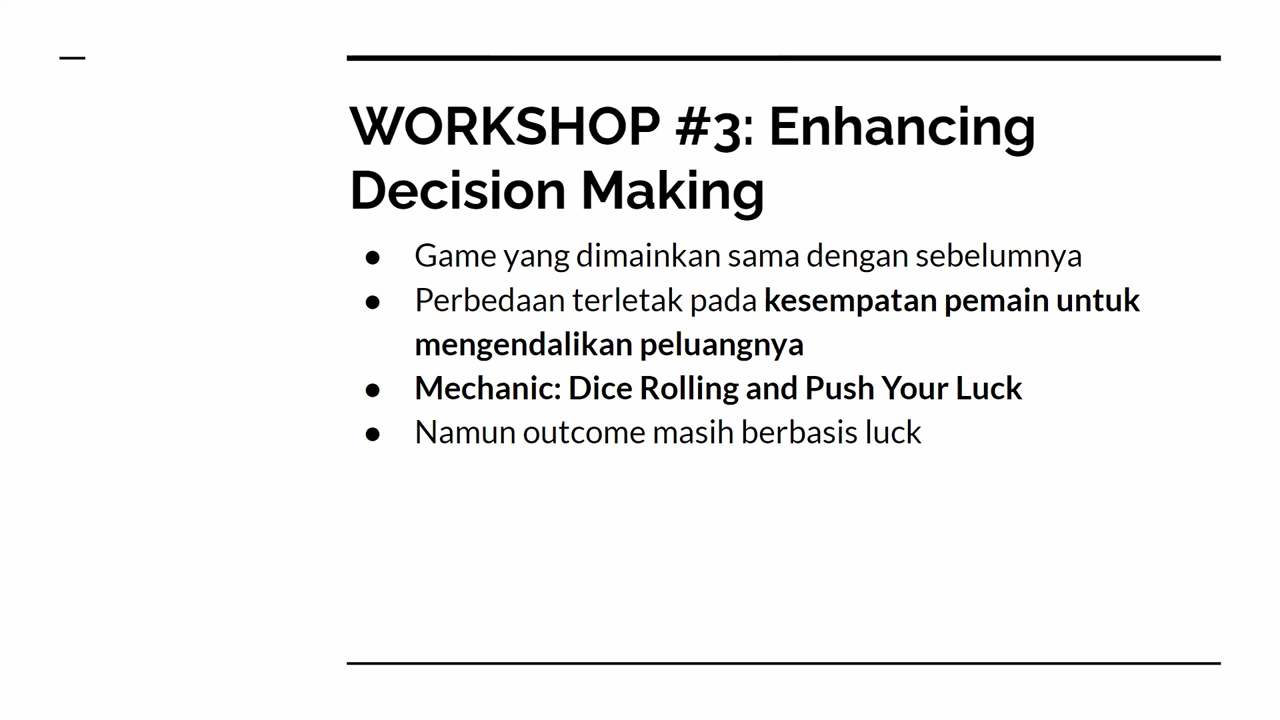 WORKSHOP #3: Enhancing
Decision Making
● Game yang dimainkan sama dengan sebelumnya
● Perbedaan terletak pada kesempatan pemain untuk
mengendalikan peluangnya
● Mechanic: Dice Rolling and Push Your Luck
● Namun outcome masih berbasis luck